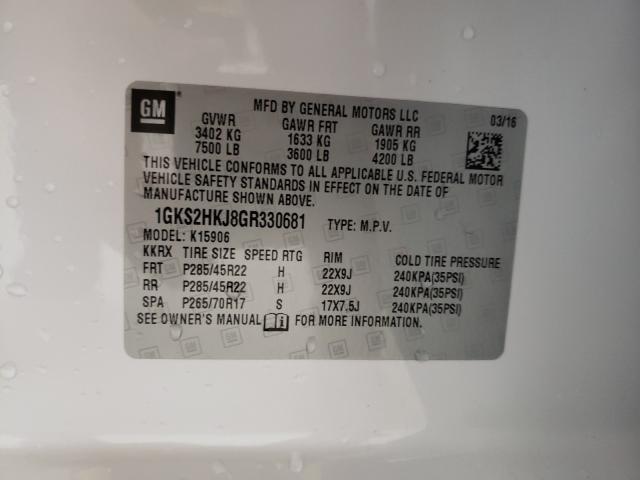 GM
MFD BY GENERAL MOTORS LLC 03/16
GVWR GAWR FRT GAWR RR
3402 KG 1633 KG 1905 KG
7500 LB 3600 LB 4200 LB
THIS VEHICLE CONFORMS TO ALL APPLICABLE U.S. FEDERAL MOTOR
VEHICLE SAFETY STANDARDS IN EFFECT ON THE DATE OF
MANUFACTURE SHOWN ABOVE.
1GKS2HKJ8GR330681 TYPE: M.P.V.
MODEL: K15906
KKRX TIRE SIZE SPEED RTG RIM COLD TIRE PRESSURE
FRT P285/45R22 H 22X9J 240KPA(35PSI)
RR P285/45R22 H 22X9J 240KPA(35PSI)
SPA P265/70R17 S 17X7.5J 240KPA(35PSI)
SEE OWNER'S MANUAL FOR MORE INFORMATION.